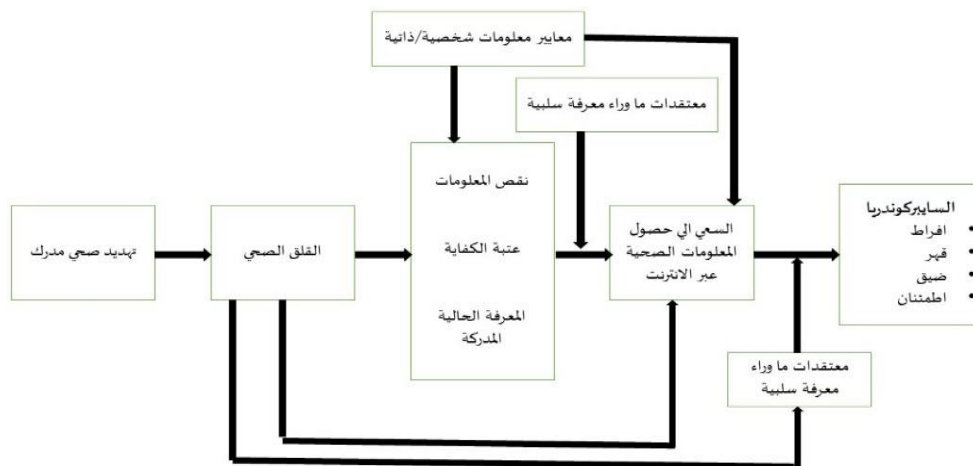 معايير معلومات شخصية/ذاتية
معتقدات ما وراء معرفة سلبية
تهديد صحي مدرك
القلق الصحي
نقص المعلومات
عتبة الكفاية
المعرفة الحالية
المدركة
السعي الي حصول
المعلومات الصحية
عبر الانترنت
السايبركوندريا
• افراط
• قهر
• ضيق
• اطمئنان
معتقدات ما وراء
معرفة سلبية